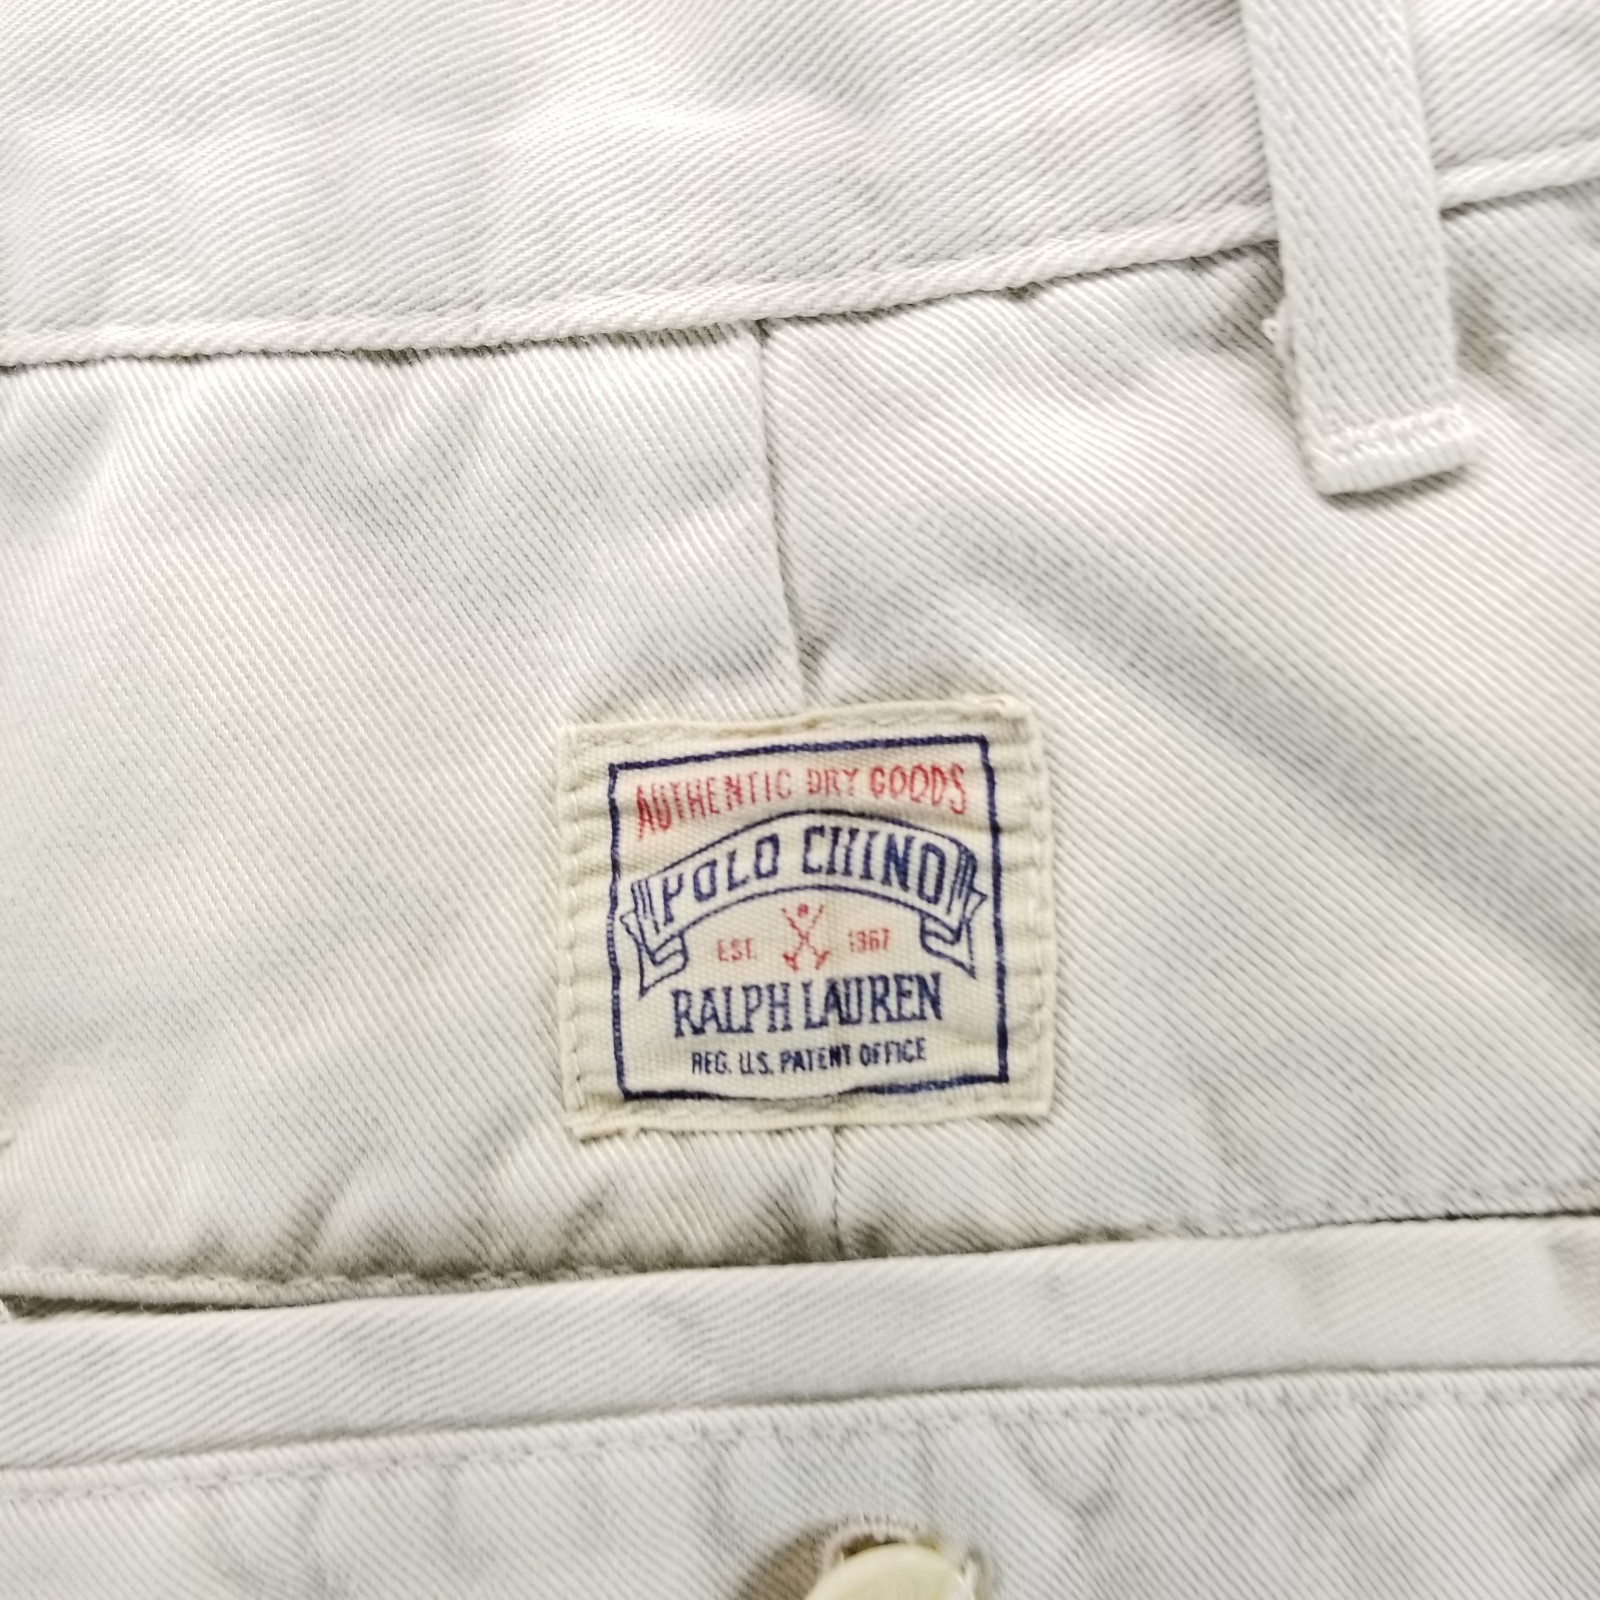 AUTHENTIC DRY GOODS
POLO CHINO
EST. 1967
RALPH LAUREN
REG. U.S. PATENT OFFICE